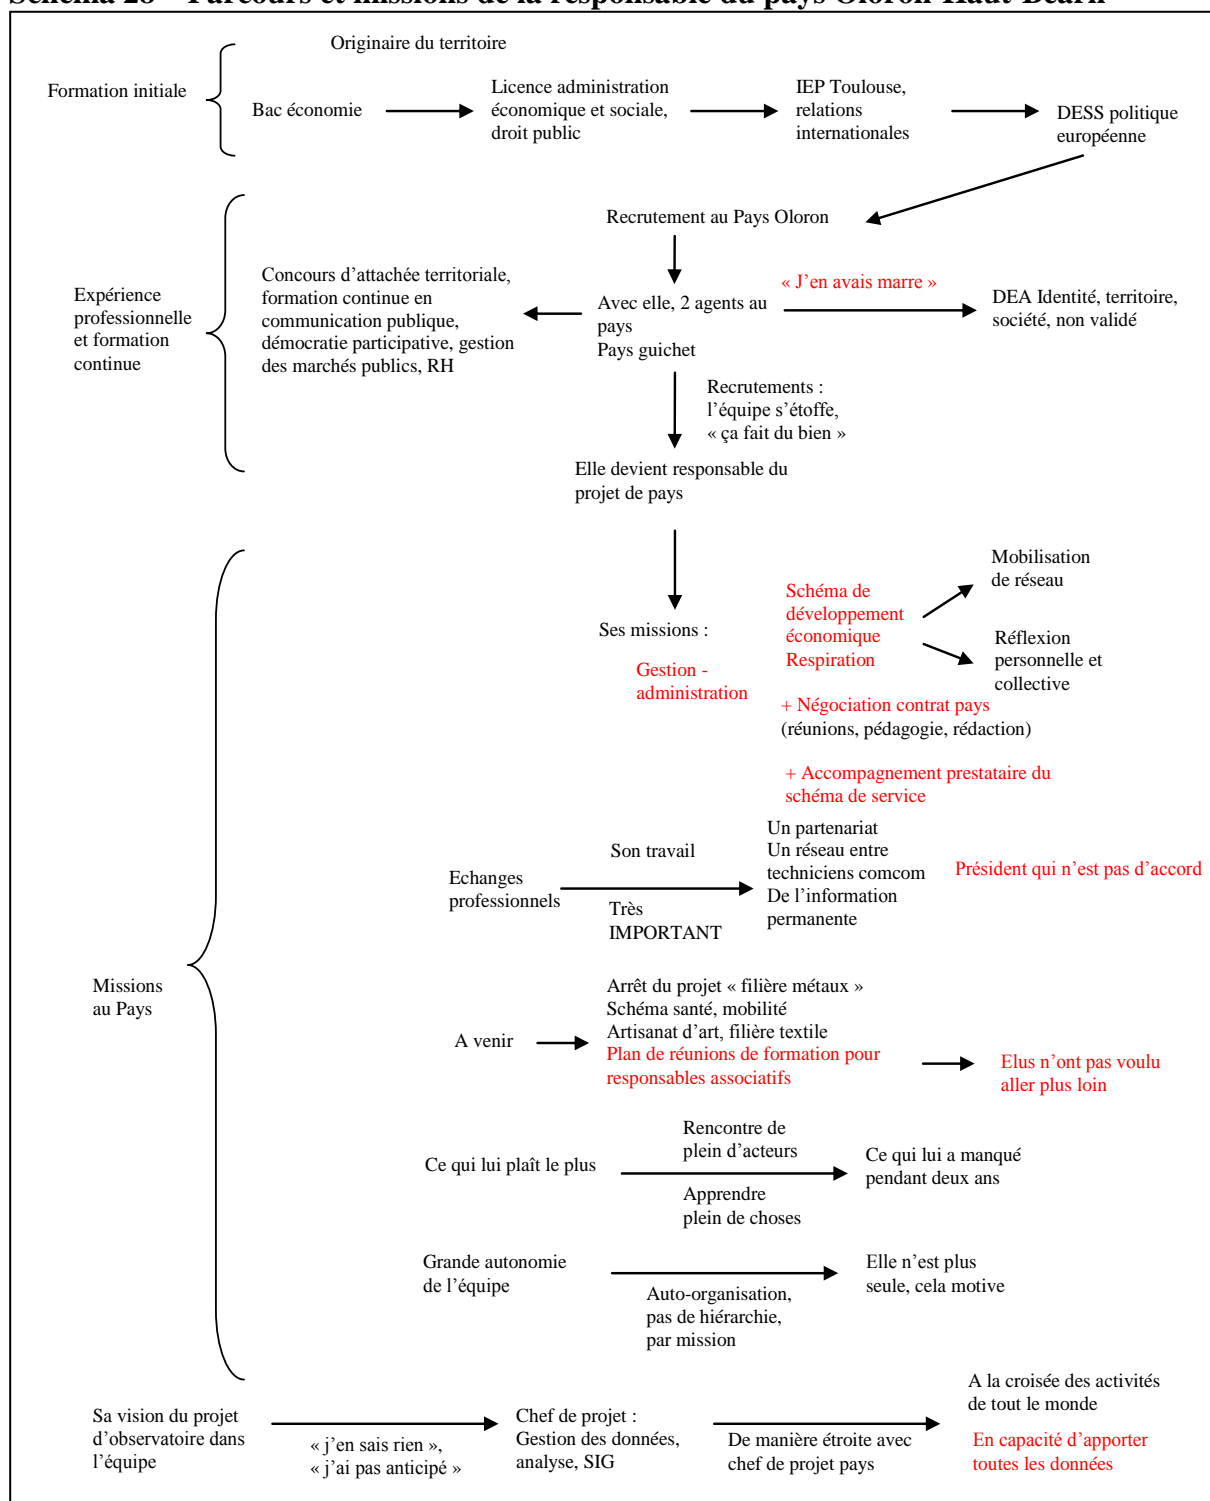 Schéma 28 – Parcours et missions de la responsable du pays Oloron-Haut-Béarn
Originaire du territoire
Formation initiale
Bac économie
Licence administration
économique et sociale,
droit public
IEP Toulouse,
relations
internationales
DESS politique
européenne
Recrutement au Pays Oloron
Expérience
professionnelle
et formation
continue
Concours d’attachée territoriale,
formation continue en
communication publique,
démocratie participative, gestion
des marchés publics, RH
Avec elle, 2 agents au
pays
Pays guichet
« J’en avais marre »
DEA Identité, territoire,
société, non validé
Recrutements :
l’équipe s’étoffe,
« ça fait du bien »
Elle devient responsable du
projet de pays
Missions
au Pays
Ses missions :
Gestion -
administration
Schéma de
développement
économique
Respiration
Mobilisation
de réseau
Réflexion
personnelle et
collective
+ Négociation contrat pays
(réunions, pédagogie, rédaction)
+ Accompagnement prestataire du
schéma de service
Echanges
professionnels
Son travail
Très
IMPORTANT
Un partenariat
Un réseau entre
techniciens comcom
De l’information
permanente
Président qui n’est pas d’accord
A venir
Arrêt du projet « filière métaux »
Schéma santé, mobilité
Artisanat d’art, filière textile
Plan de réunions de formation pour
responsables associatifs
Elus n’ont pas voulu
aller plus loin
Ce qui lui plaît le plus
Rencontre de
plein d’acteurs
Apprendre
plein de choses
Ce qui lui a manqué
pendant deux ans
Grande autonomie
de l’équipe
Auto-organisation,
pas de hiérarchie,
par mission
Elle n’est plus
seule, cela motive
Sa vision du projet
d’observatoire dans
l’équipe
« j’en sais rien »,
« j’ai pas anticipé »
Chef de projet :
Gestion des données,
analyse, SIG
De manière étroite avec
chef de projet pays
A la croisée des activités
de tout le monde
En capacité d’apporter
toutes les données